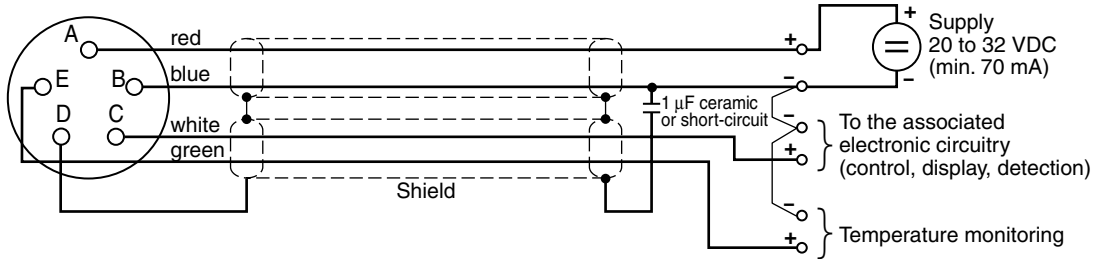 A
red
+
+
Supply
20 to 32 VDC
(min. 70 mA)
=
–
E
B
blue
–
D
C
1 µF ceramic
or short-circuit
white
green
–
+
To the associated
electronic circuitry
(control, display, detection)
Shield
–
+
Temperature monitoring